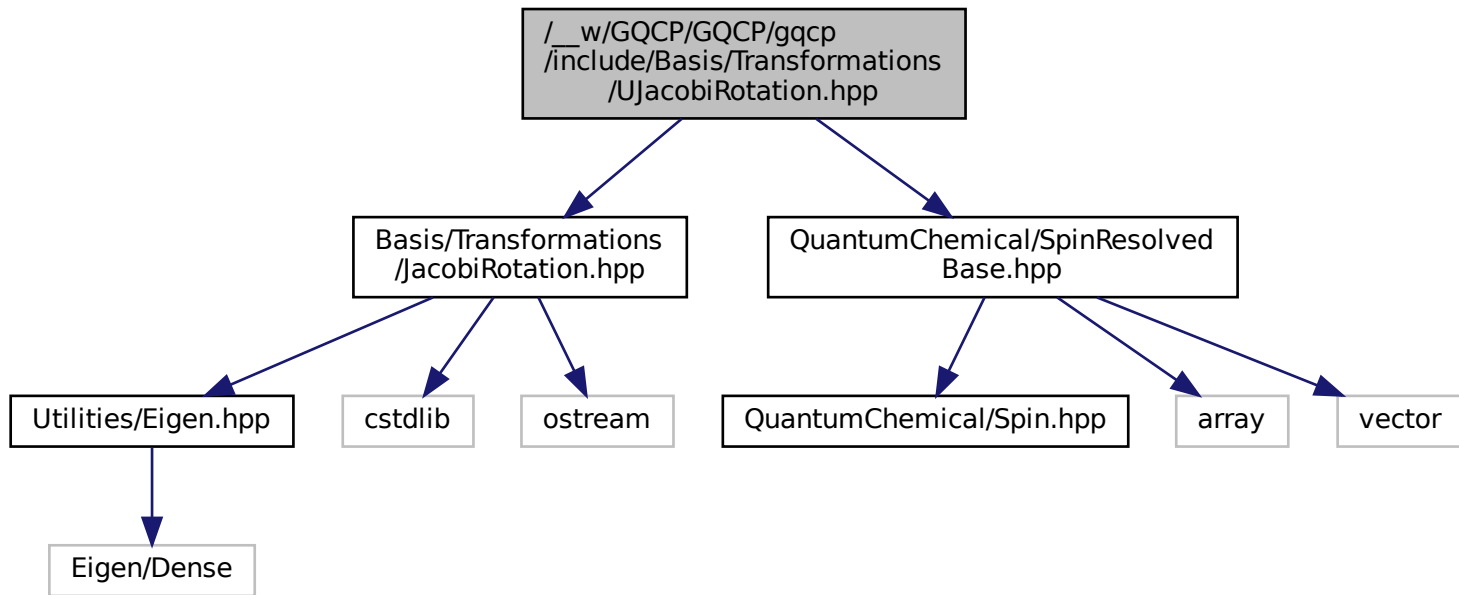 /__w/GQCP/GQCP/gqcp
/include/Basis/Transformations
/UJacobiRotation.hpp
Basis/Transformations
/JacobiRotation.hpp
QuantumChemical/SpinResolved
Base.hpp
Utilities/Eigen.hpp
cstdlib
ostream
QuantumChemical/Spin.hpp
array
vector
Eigen/Dense